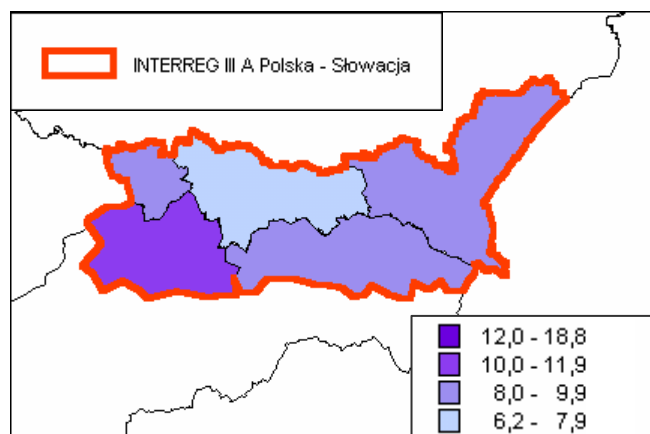 INTERREG III A Polska - Słowacja
12,0 - 18,8
10,0 - 11,9
8,0 - 9,9
6,2 - 7,9